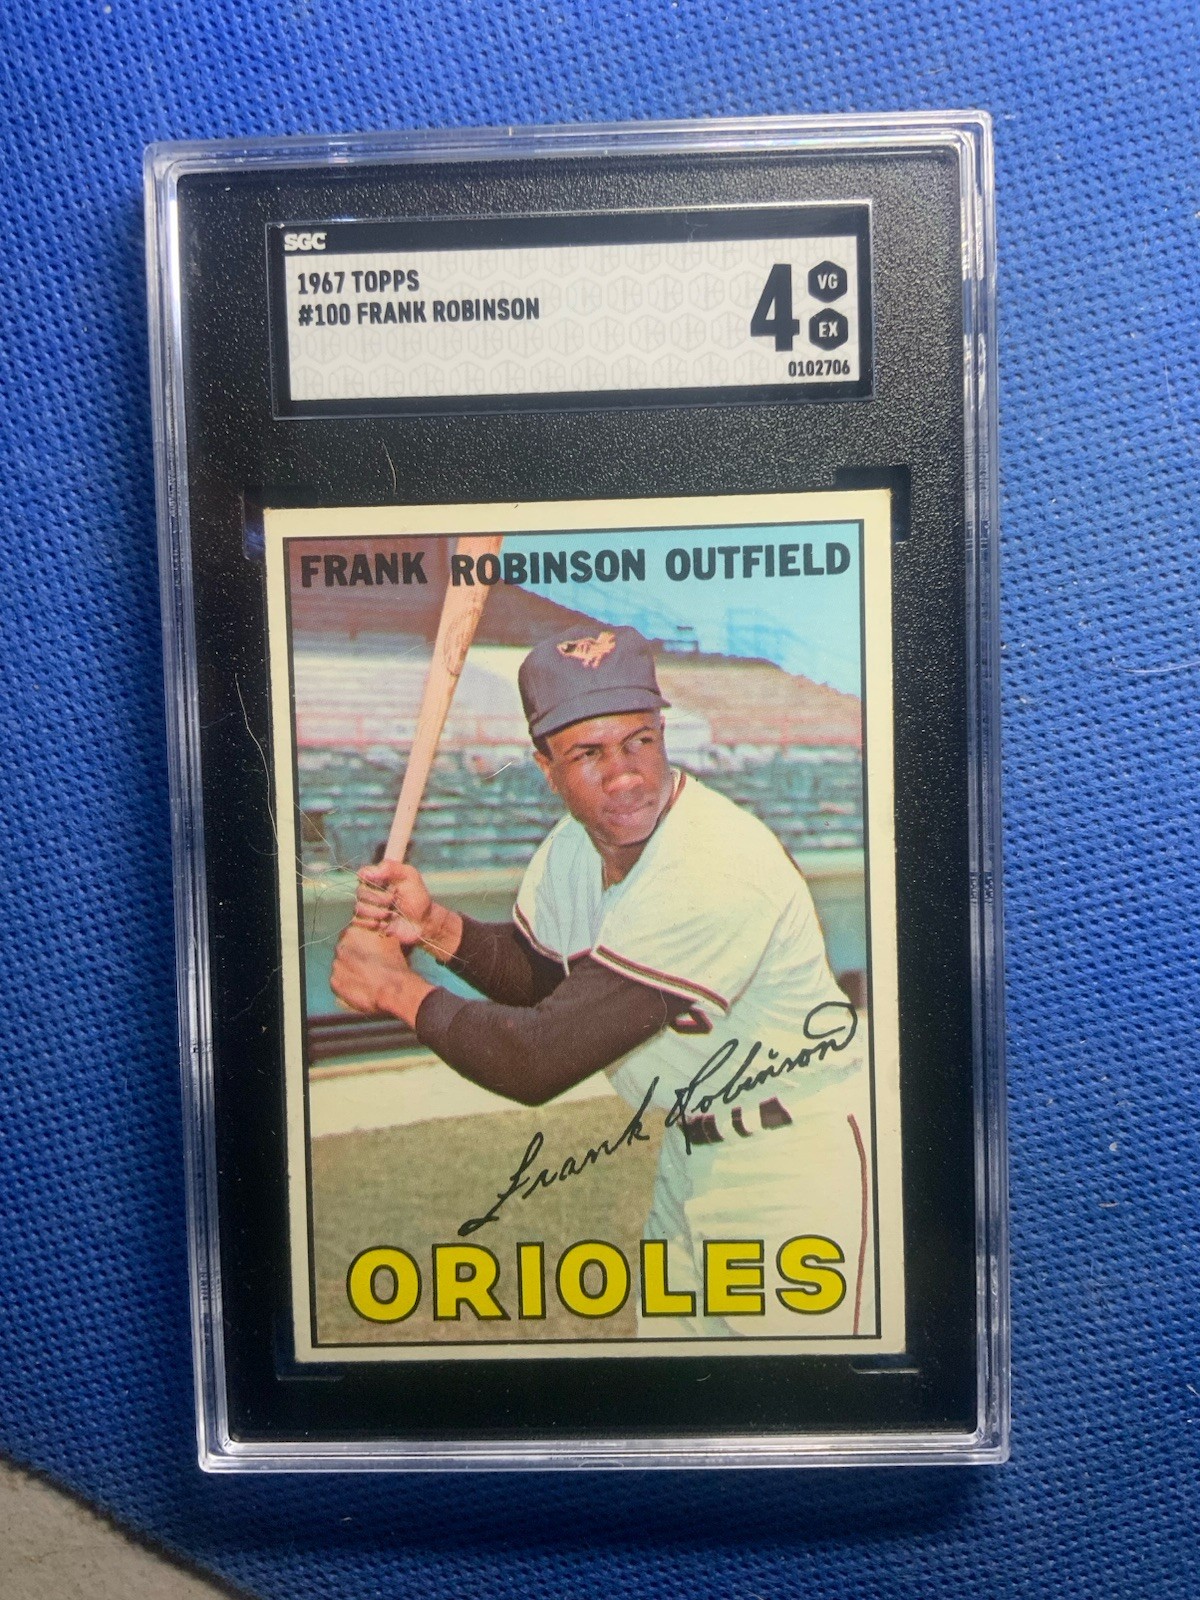 SGC
1967 TOPPS
#100 FRANK ROBINSON
4 VG
EX
0102706
FRANK ROBINSON OUTFIELD
Frank Robinson
ORIOLES